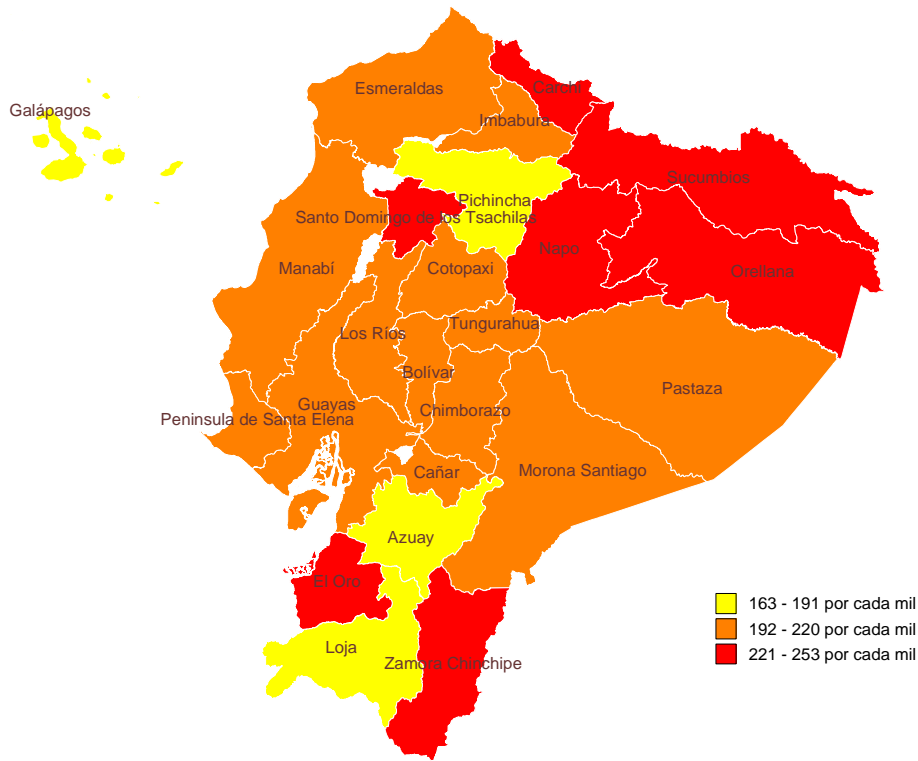 Esmeraldas
Carchi
Galápagos
Imbabura
Sucumbios
Pichincha
Santo Domingo de los Tsachilas
Napo
Manabí
Cotopaxi
Orellana
Tungurahua
Los Ríos
Bolívar
Pastaza
Guayas
Chimborazo
Peninsula de Santa Elena
Cañar
Morona Santiago
Azuay
El Oro
163 - 191 por cada mil
192 - 220 por cada mil
Loja
221 - 253 por cada mil
Zamora Chinchipe